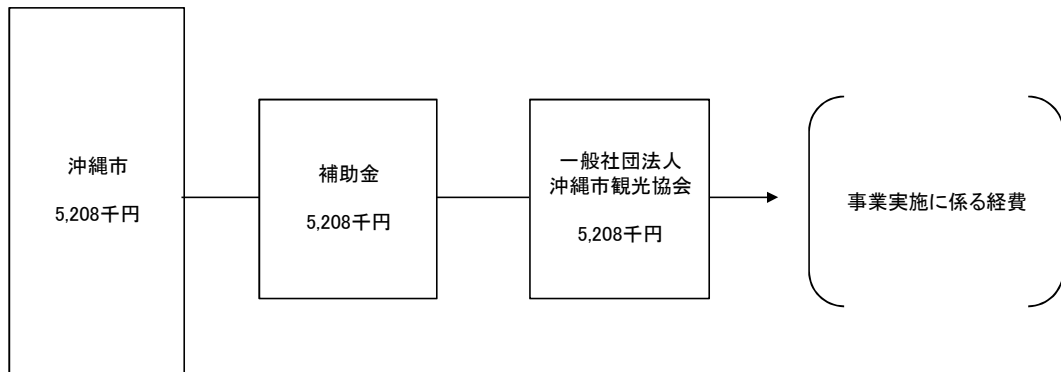 沖縄市
5,208千円
補助金
5,208千円
一般社団法人
沖縄市観光協会
5,208千円
事業実施に係る経費